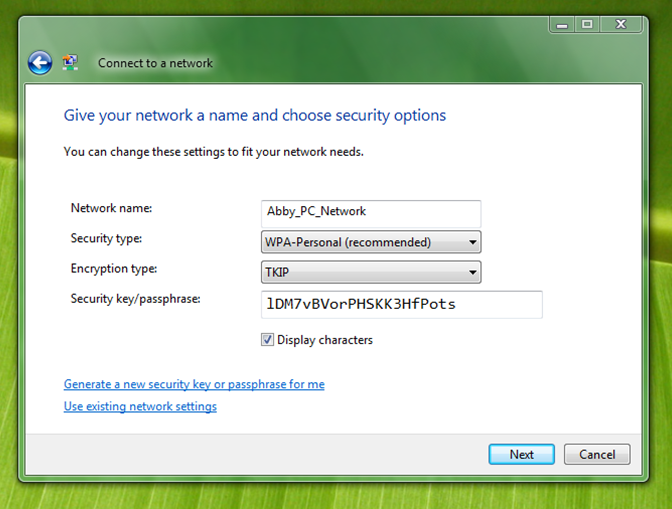 Connect to a network
Give your network a name and choose security options
You can change these settings to fit your network needs.
Network name: Abby_PC_Network
Security type: WPA-Personal (recommended)
Encryption type: TKIP
Security key/passphrase: lDM7vBVorPHSKK3HfPots
Display characters
Generate a new security key or passphrase for me
Use existing network settings
Next Cancel